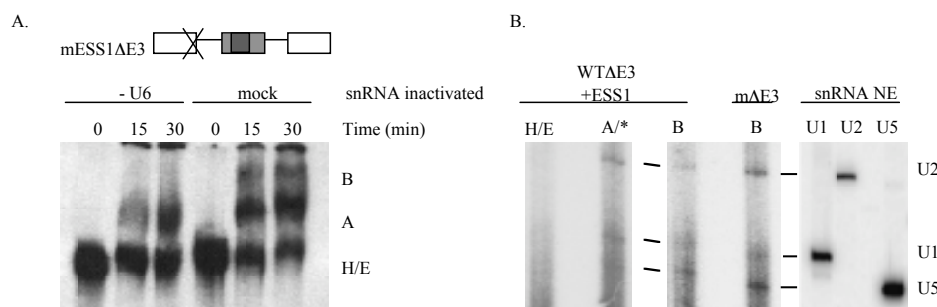 A.
mESS1ΔE3
- U6 mock snRNA inactivated
0 15 30 0 15 30 Time (min)
B
A
H/E
B.
WTΔE3
+ESS1
mΔE3
snRNA NE
H/E A/* B B U1 U2 U5
U2
U1
U5